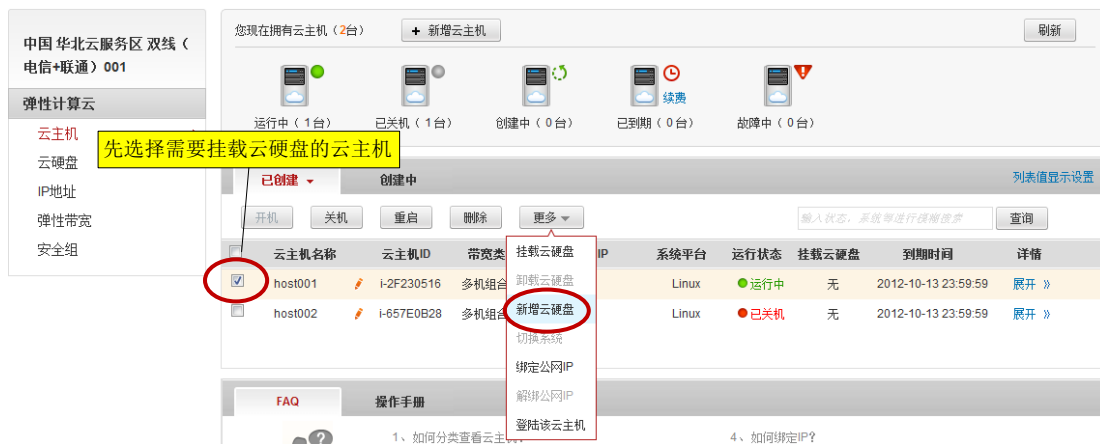 中国 华北云服务区 双线（
电信+联通）001
弹性计算云
云主机
云硬盘
IP地址
弹性带宽
安全组
先选择需要挂载云硬盘的云主机
您现在拥有云主机（2台）
+ 新增云主机
刷新
续费
运行中（ 1台）
已关机（ 1台）
创建中（ 0台）
已到期（ 0台）
故障中（ 0台）
已创建
创建中
列表值显示设置
开机
关机
重启
删除
更多
输入状态，系统等进行模糊搜索
查询
云主机名称 云主机ID 带宽类 IP 系统平台 运行状态 挂载云硬盘 到期时间 详情
host001 i-2F230516 多机组合 Linux 运行中 无 2012-10-13 23:59:59 展开 »
host002 i-657E0B28 多机组合 Linux 已关机 无 2012-10-13 23:59:59 展开 »
挂载云硬盘
卸载云硬盘
新增云硬盘
切换系统
绑定公网IP
解绑公网IP
登陆该云主机
FAQ
操作手册
1、如何分类查看云主机
4、如何绑定IP?